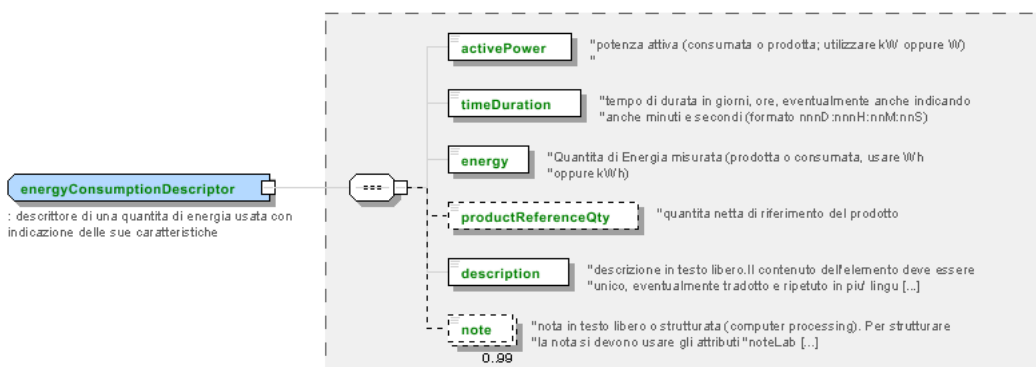 activePower
"potenza attiva (consumata o prodotta; utilizzare kW oppure W)
"
timeDuration
"tempo di durata in giorni, ore, eventualmente anche indicando
"anche minuti e secondi (formato nnnD:nnnH:nnM:nnS)
energy
"Quantita di Energia misurata (prodotta o consumata, usare Wh
"oppure kWh)
energyConsumptionDescriptor
: descrittore di una quantita di energia usata con
indicazione delle sue caratteristiche
productReferenceQty
"quantita netta di riferimento del prodotto
description
"descrizione in testo libero.Il contenuto dell'elemento deve essere
"unico, eventualmente tradotto e ripetuto in piu' lingu [...]
note
"nota in testo libero o strutturata (computer processing). Per strutturare
"la nota si devono usare gli attributi "noteLab [...]
0..99